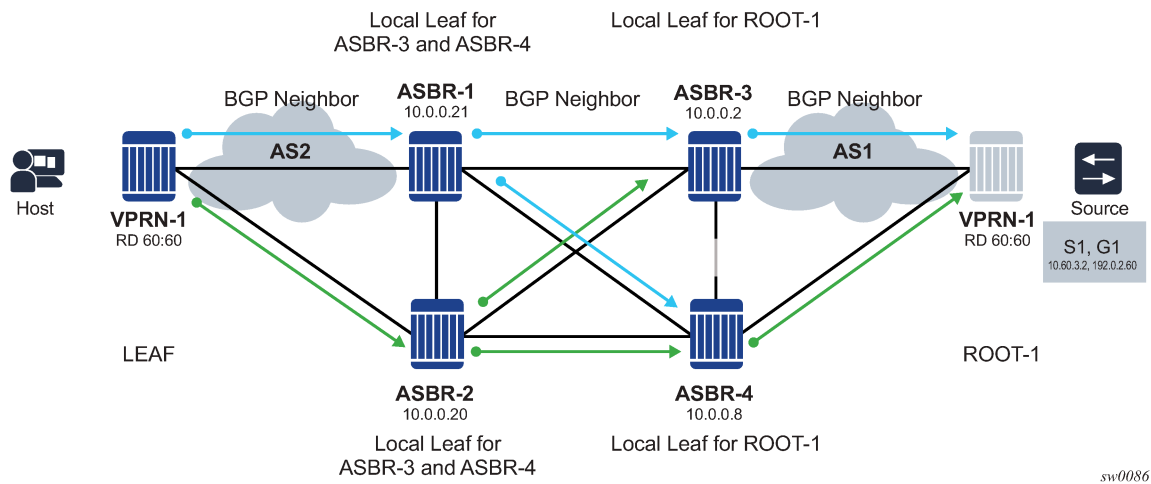 Local Leaf for
ASBR-3 and ASBR-4
Local Leaf for ROOT-1
BGP Neighbor
ASBR-1
10.0.0.21
BGP Neighbor
ASBR-3
10.0.0.2
BGP Neighbor
AS2
AS1
Host
VPRN-1
RD 60:60
VPRN-1
RD 60:60
Source
S1, G1
10.60.3.2, 192.0.2.60
LEAF
ROOT-1
ASBR-2
10.0.0.20
ASBR-4
10.0.0.8
Local Leaf for
ASBR-3 and ASBR-4
Local Leaf for ROOT-1
sw0086